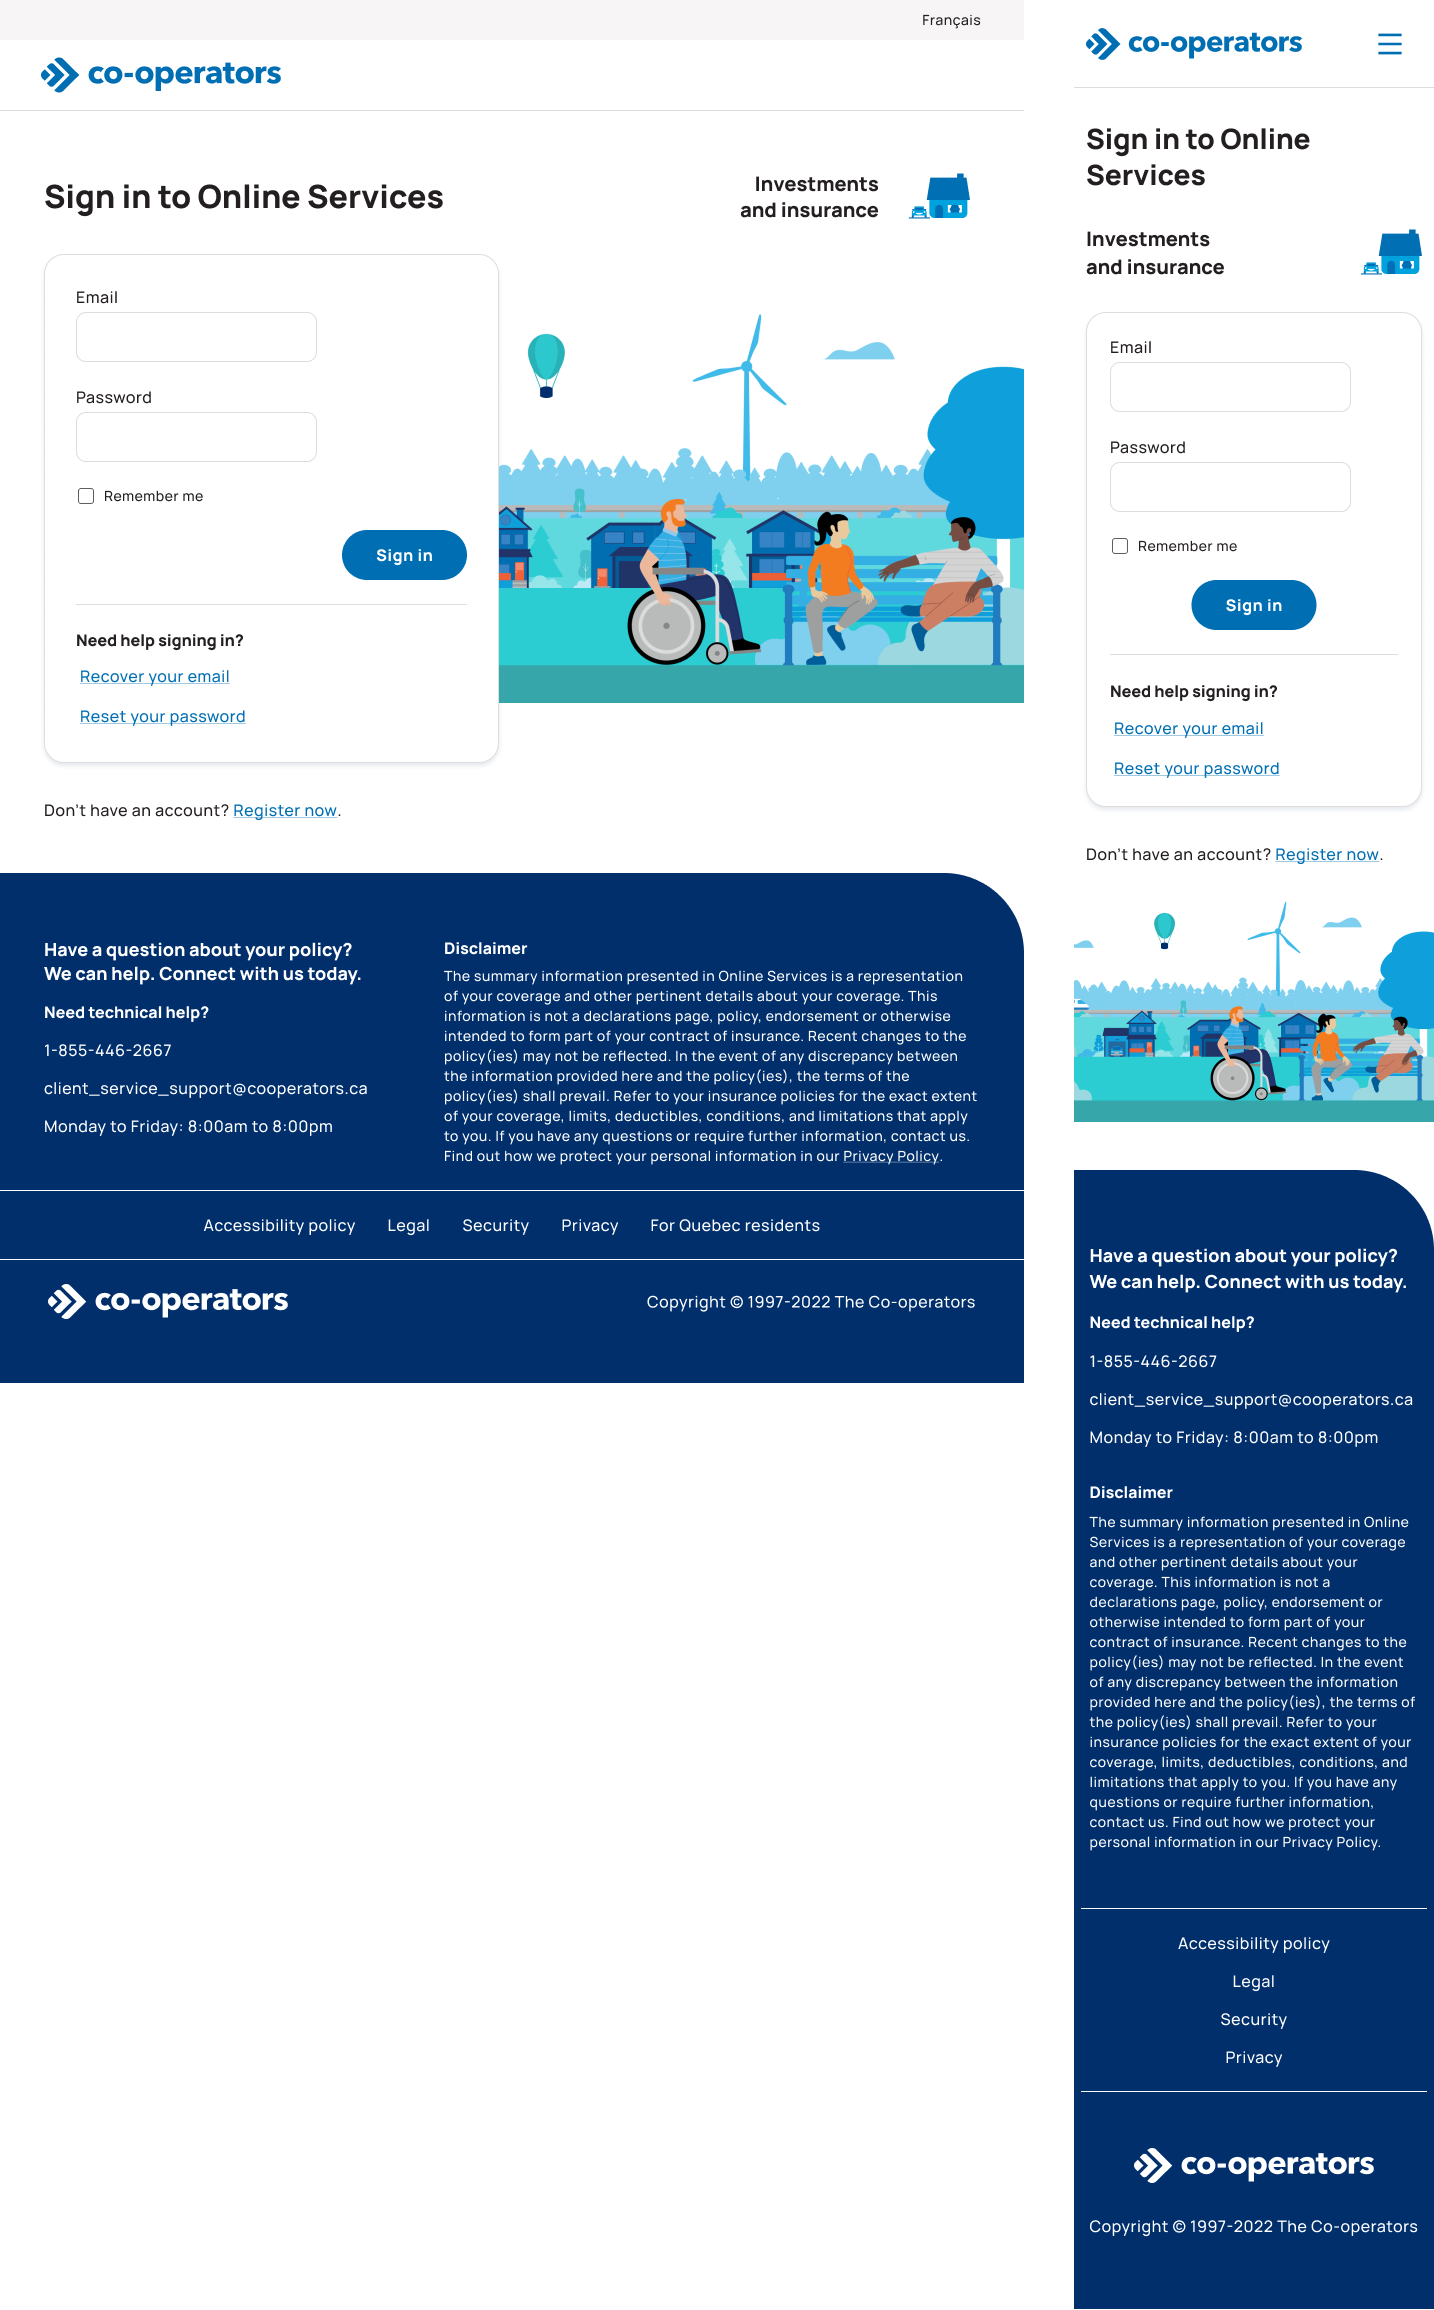 Français
co-operators
Sign in to Online Services
Investments
and insurance
Email
Password
Remember me
Sign in
Need help signing in?
Recover your email
Reset your password
Don't have an account? Register now.
Have a question about your policy?
We can help. Connect with us today.
Need technical help?
1-855-446-2667
client_service_support@cooperators.ca
Monday to Friday: 8:00am to 8:00pm
Disclaimer
The summary information presented in Online Services is a representation
of your coverage and other pertinent details about your coverage. This
information is not a declarations page, policy, endorsement or otherwise
intended to form part of your contract of insurance. Recent changes to the
policy(ies) may not be reflected. In the event of any discrepancy between
the information provided here and the policy(ies), the terms of the
policy(ies) shall prevail. Refer to your insurance policies for the exact extent
of your coverage, limits, deductibles, conditions, and limitations that apply
to you. If you have any questions or require further information, contact us.
Find out how we protect your personal information in our Privacy Policy.
Accessibility policy Legal Security Privacy For Quebec residents
co-operators
Copyright © 1997-2022 The Co-operators
co-operators
Sign in to Online
Services
Investments
and insurance
Email
Password
Remember me
Sign in
Need help signing in?
Recover your email
Reset your password
Don't have an account? Register now.
Have a question about your policy?
We can help. Connect with us today.
Need technical help?
1-855-446-2667
client_service_support@cooperators.ca
Monday to Friday: 8:00am to 8:00pm
Disclaimer
The summary information presented in Online
Services is a representation of your coverage
and other pertinent details about your
coverage. This information is not a
declarations page, policy, endorsement or
otherwise intended to form part of your
contract of insurance. Recent changes to the
policy(ies) may not be reflected. In the event
of any discrepancy between the information
provided here and the policy(ies), the terms of
the policy(ies) shall prevail. Refer to your
insurance policies for the exact extent of your
coverage, limits, deductibles, conditions, and
limitations that apply to you. If you have any
questions or require further information,
contact us. Find out how we protect your
personal information in our Privacy Policy.
Accessibility policy
Legal
Security
Privacy
co-operators
Copyright © 1997-2022 The Co-operators